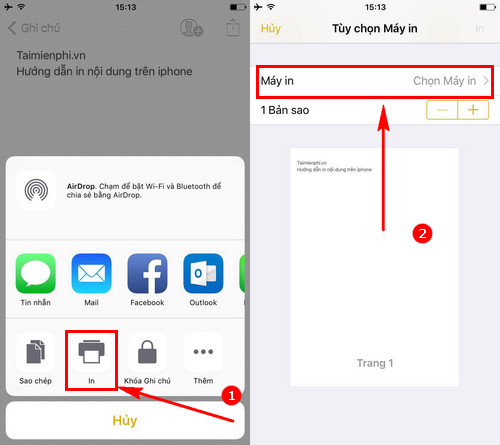 15:13
Ghi chú
Taimienphi.vn
Hướng dẫn in nội dung trên iphone
AirDrop. Chạm để bật Wi-Fi và Bluetooth để
chia sẻ bằng AirDrop.
Tin nhắn
Mail
Facebook
Outlook
Sao chép
In
Khóa Ghi chú
Thêm
1
Hủy
15:13
Hủy
Tùy chọn Máy in
In
Máy in
Chọn Máy in
1 Bản sao
2
Taimienphi.vn
Hướng dẫn in nội dung trên iphone
Trang 1